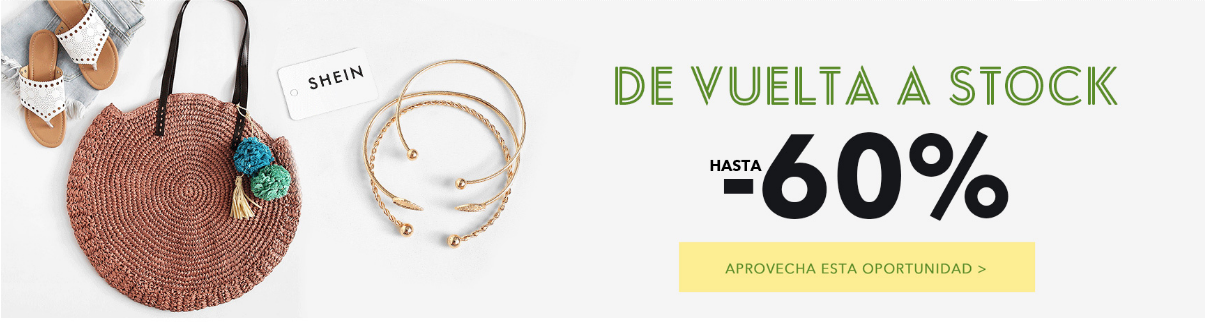 SHEIN
DE VUELTA A STOCK
HASTA
-60%
APROVECHA ESTA OPORTUNIDAD >